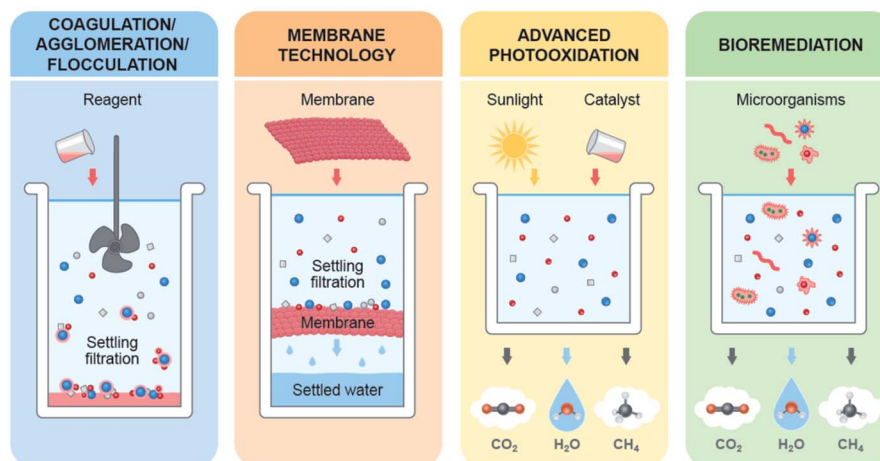 COAGULATION/
AGGLOMERATION/
FLOCCULATION
Reagent
Settling
filtration
MEMBRANE
TECHNOLOGY
Membrane
Settling
filtration
Membrane
Settled water
ADVANCED
PHOTOOXIDATION
Sunlight
Catalyst
CO₂
H₂O
CH₄
BIOREMEDIATION
Microorganisms
CO₂
H₂O
CH₄